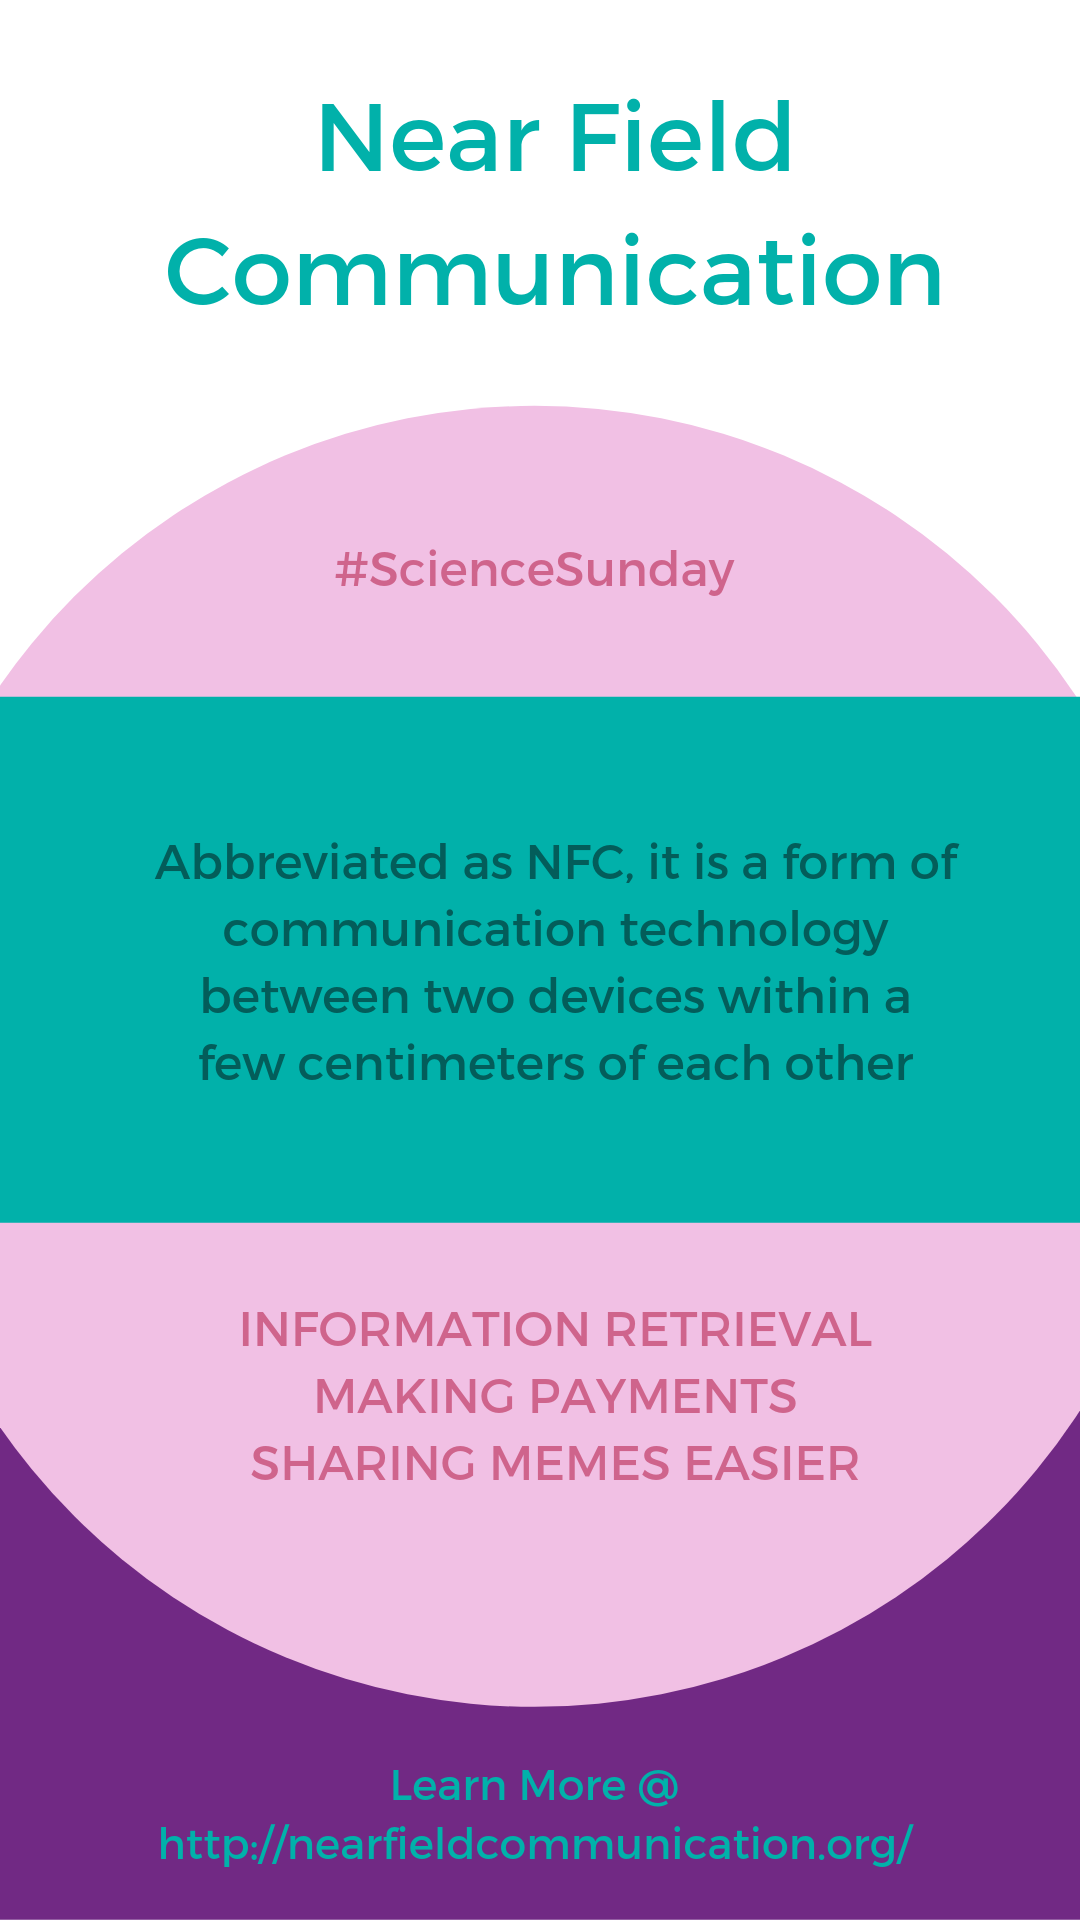 Near Field
Communication
#ScienceSunday
Abbreviated as NFC, it is a form of
communication technology
between two devices within a
few centimeters of each other
INFORMATION RETRIEVAL
MAKING PAYMENTS
SHARING MEMES EASIER
Learn More @
http://nearfieldcommunication.org/